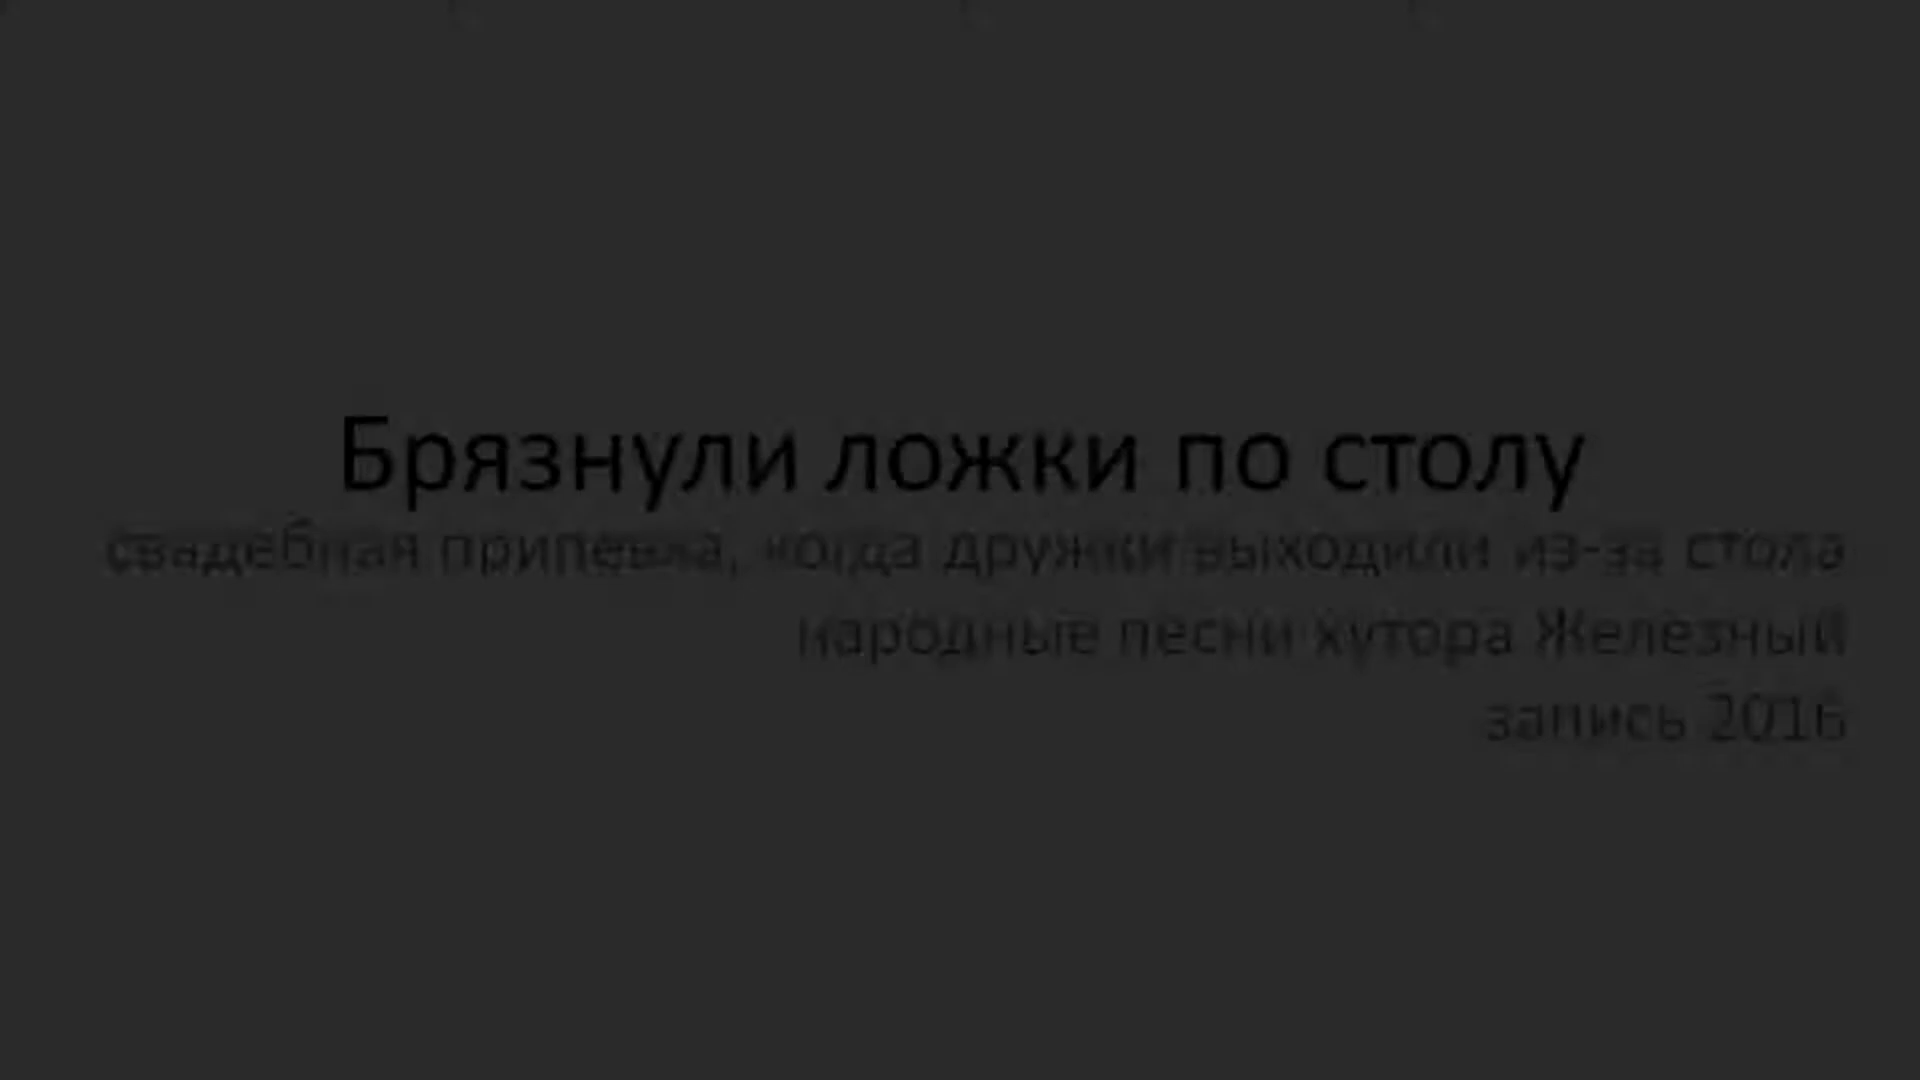 Брязнули ложки по столу
свадебная припевка, когда дружки выходили из-за стола
народные песни хутора Железный
запись 2016